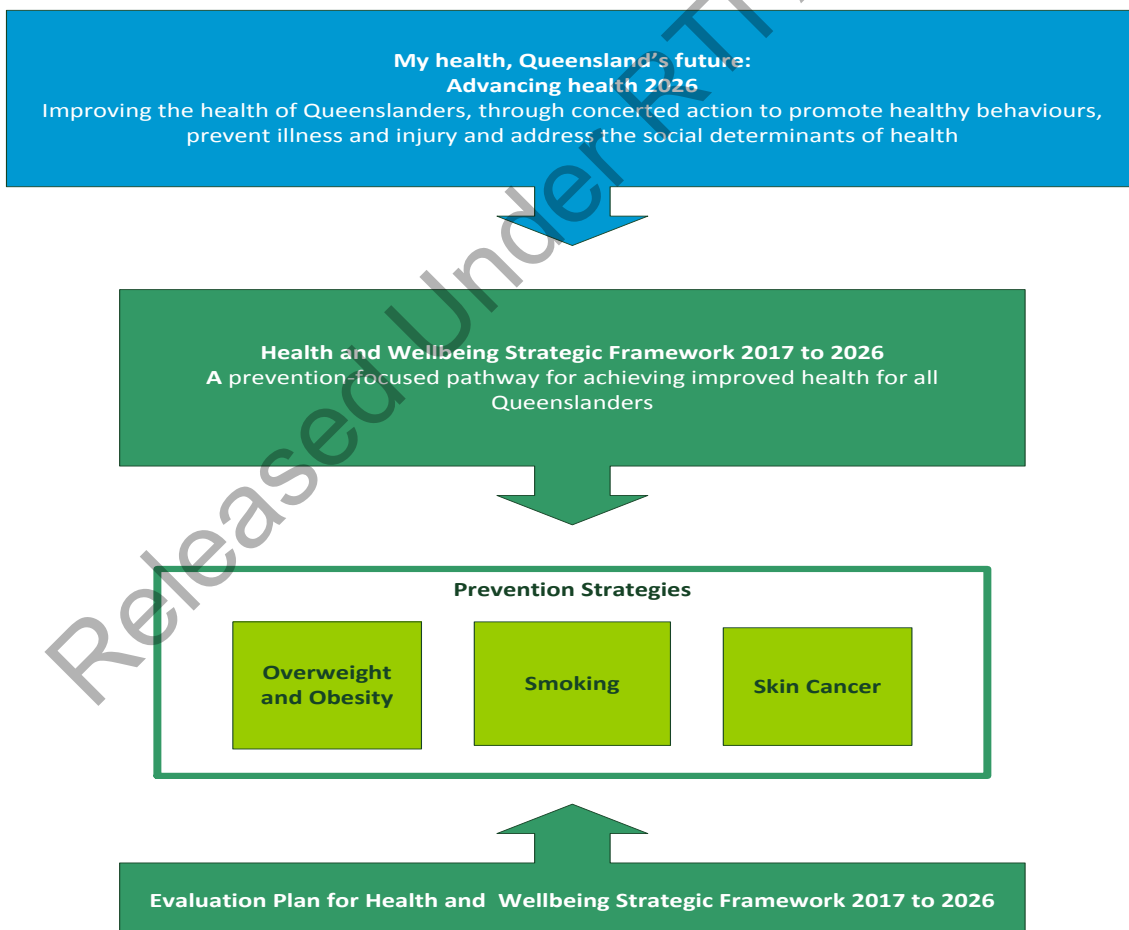 My health, Queensland's future:
Advancing health 2026
Improving the health of Queenslanders, through concerted action to promote healthy behaviours,
prevent illness and injury and address the social determinants of health
Health and Wellbeing Strategic Framework 2017 to 2026
A prevention-focused pathway for achieving improved health for all
Queenslanders
Prevention Strategies
Overweight
and Obesity
Smoking
Skin Cancer
Evaluation Plan for Health and Wellbeing Strategic Framework 2017 to 2026
Released Under RTI